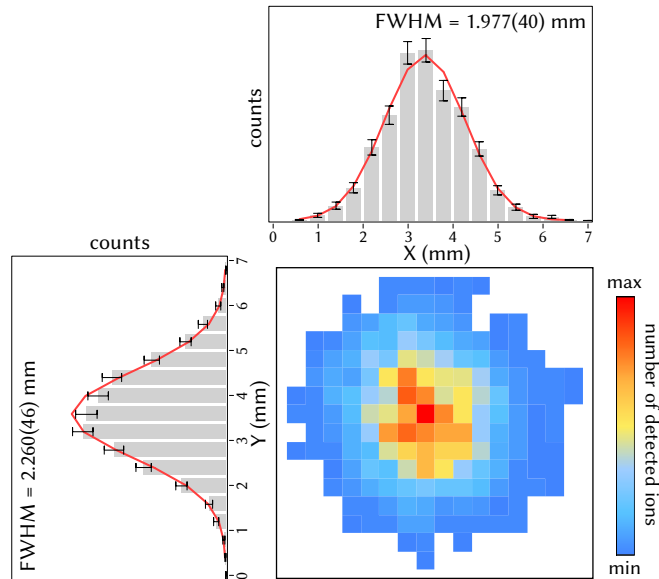 FWHM = 1.977(40) mm
counts
0 1 2 3 4 5 6 7
X (mm)
counts
7
6
5
4
3
2
1
0
Y (mm)
FWHM = 2.260(46) mm
max
number of detected ions
min